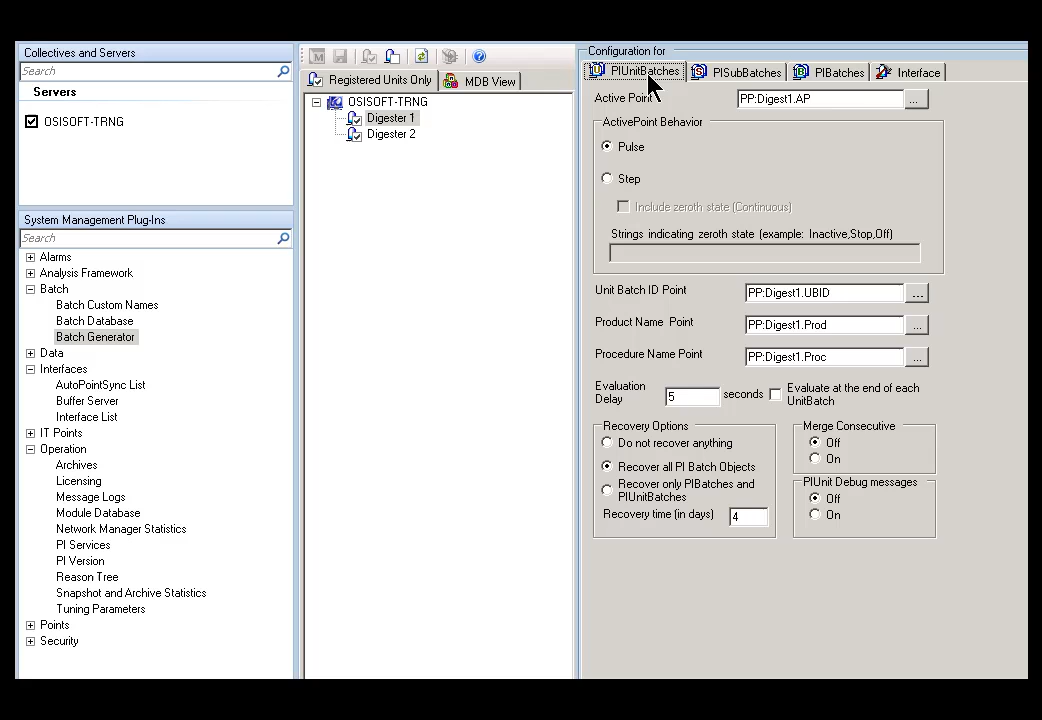 Collectives and Servers
Search
Servers
OSISOFT-TRNG
System Management Plug-Ins
Search
Alarms
Analysis Framework
Batch
Batch Custom Names
Batch Database
Batch Generator
Data
Interfaces
AutoPointSync List
Buffer Server
Interface List
IT Points
Operation
Archives
Licensing
Message Logs
Module Database
Network Manager Statistics
PI Services
PI Version
Reason Tree
Snapshot and Archive Statistics
Tuning Parameters
Points
Security
Registered Units Only
MDB View
OSISOFT-TRNG
Digester 1
Digester 2
Configuration for
PIUnitBatches
PISubBatches
PIBatches
Interface
Active Point
PP:Digest1.AP
...
ActivePoint Behavior
Pulse
Step
Include zeroth state (Continuous)
Strings indicating zeroth state (example: Inactive,Stop,Off)
Unit Batch ID Point
PP:Digest1.UBID
...
Product Name Point
PP:Digest1.Prod
...
Procedure Name Point
PP:Digest1.Proc
...
Evaluation
Delay
5
seconds
Evaluate at the end of each
UnitBatch
Recovery Options
Do not recover anything
Recover all PI Batch Objects
Recover only PIBatches and
PIUnitBatches
Recovery time (in days)
4
Merge Consecutive
Off
On
PIUnit Debug messages
Off
On